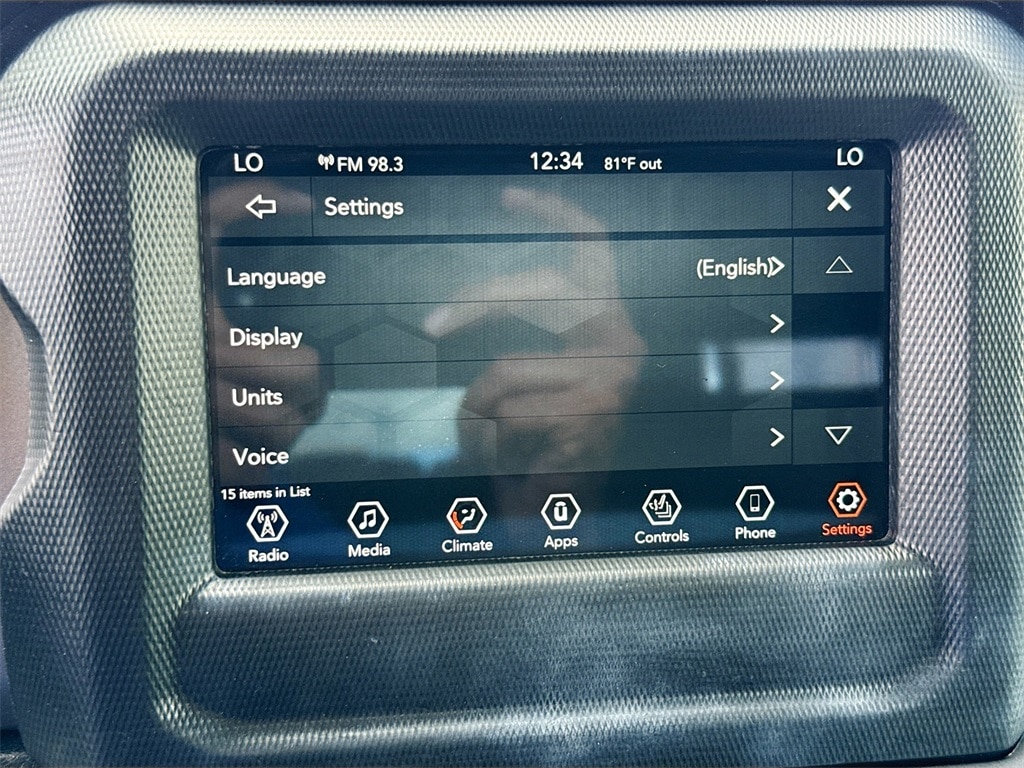 LO FM 98.3 12:34 81°F out LO
Settings X
Language (English)
Display
Units
Voice
15 items in List
Radio Media Climate Apps Controls Phone Settings